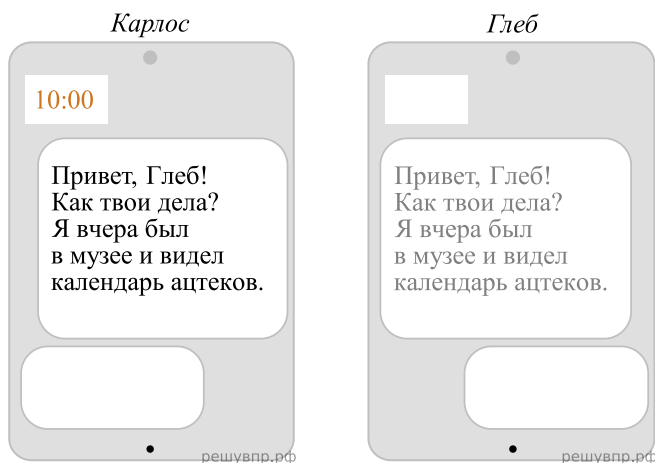 Карлос
10:00
Привет, Глеб!
Как твои дела?
Я вчера был
в музее и видел
календарь ацтеков.
решувпр.рф
Глеб
Привет, Глеб!
Как твои дела?
Я вчера был
в музее и видел
календарь ацтеков.
решувпр.рф